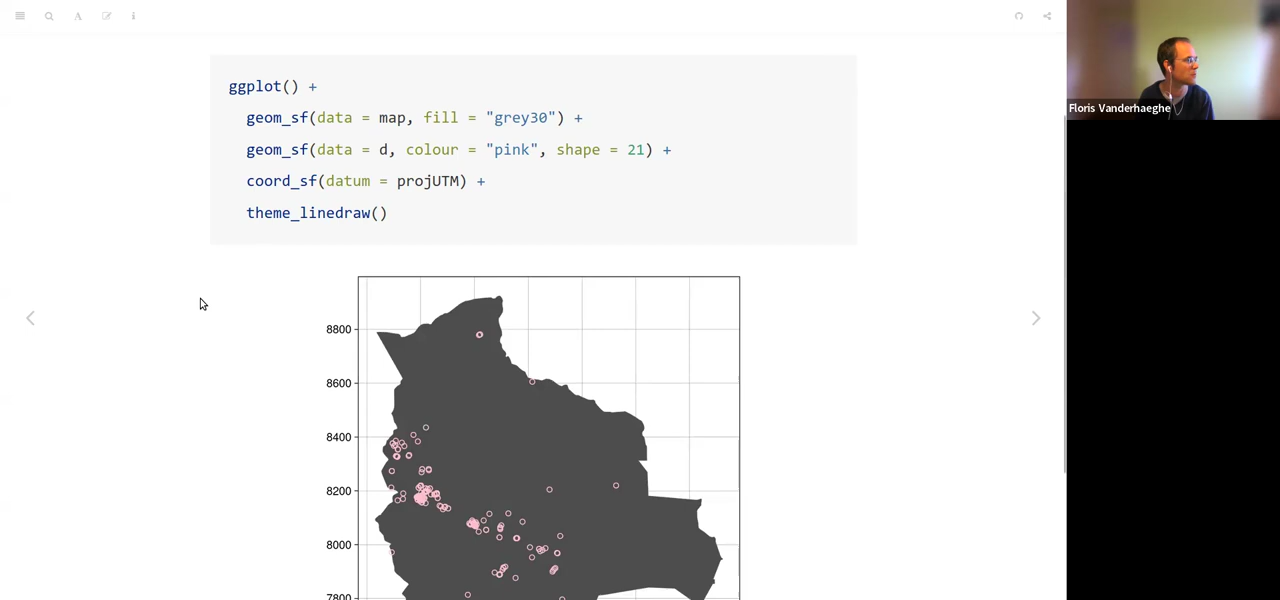 A
i
ggplot() +
geom_sf(data = map, fill = "grey30") +
geom_sf(data = d, colour = "pink", shape = 21) +
coord_sf(datum = projUTM) +
theme_linedraw()
8800
8600
8400
8200
8000
7800
Floris Vanderhaeghe